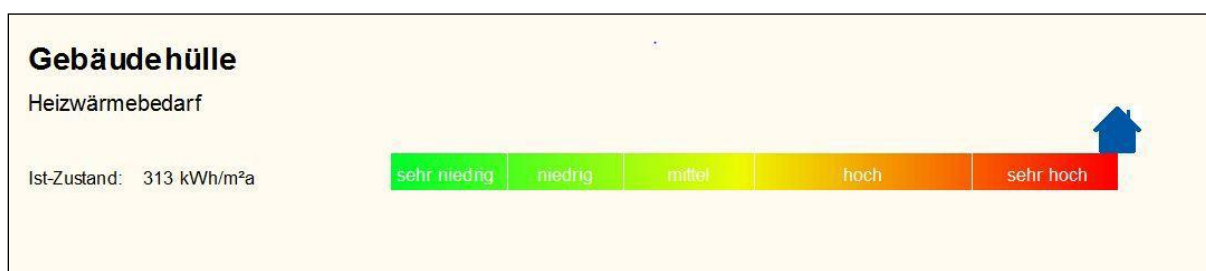 Gebäudehülle
Heizwärmebedarf
Ist-Zustand: 313 kWh/m²a
sehr niedrig niedrig mittel hoch sehr hoch